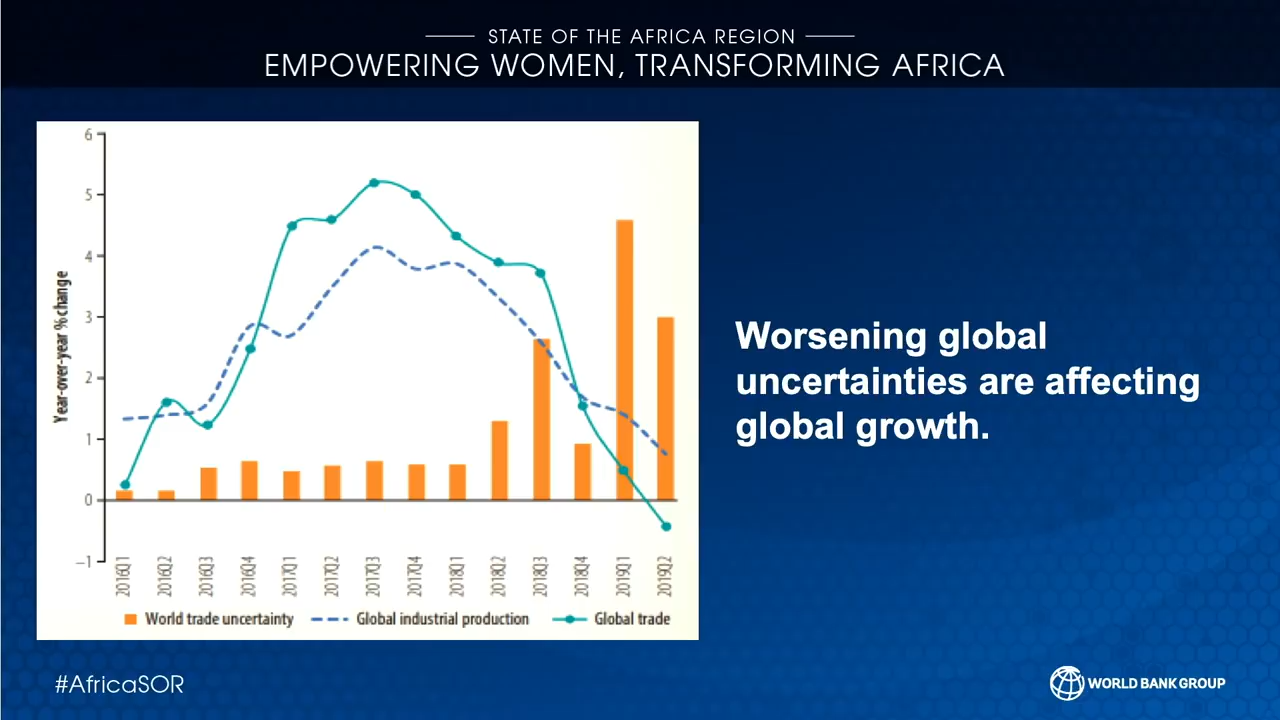 STATE OF THE AFRICA REGION
EMPOWERING WOMEN, TRANSFORMING AFRICA
6
5
4
3
2
1
0
–1
Year-over-year % change
2016Q1
2016Q2
2016Q3
2016Q4
2017Q1
2017Q2
2017Q3
2017Q4
2018Q1
2018Q2
2018Q3
2018Q4
2019Q1
2019Q2
World trade uncertainty
Global industrial production
Global trade
Worsening global
uncertainties are affecting
global growth.
#AfricaSOR
WORLD BANK GROUP